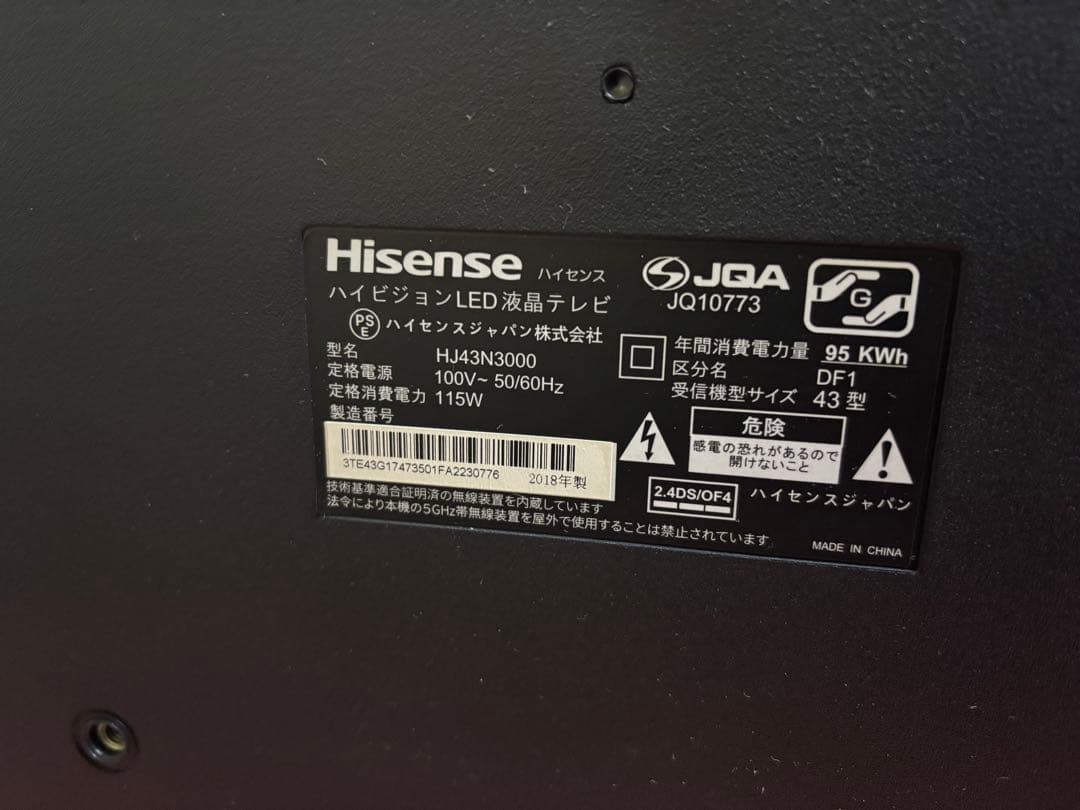 Hisense ハイセンス
ハイビジョンLED液晶テレビ
PSE ハイセンスジャパン株式会社
型名 HJ43N3000
定格電源 100V~ 50/60Hz
定格消費電力 115W
製造番号
3TE43G17473501FA2230776 2018年製
JQA
JQ10773
G
年間消費電力量 95 KWh
区分名 DF1
受信機型サイズ 43型
危険
感電の恐れがあるので
開けないこと
2.4DS/OF4 ハイセンスジャパン
技術基準適合証明済の無線装置を内蔵しています
法令により本機の5GHz帯無線装置を屋外で使用することは禁止されています
MADE IN CHINA